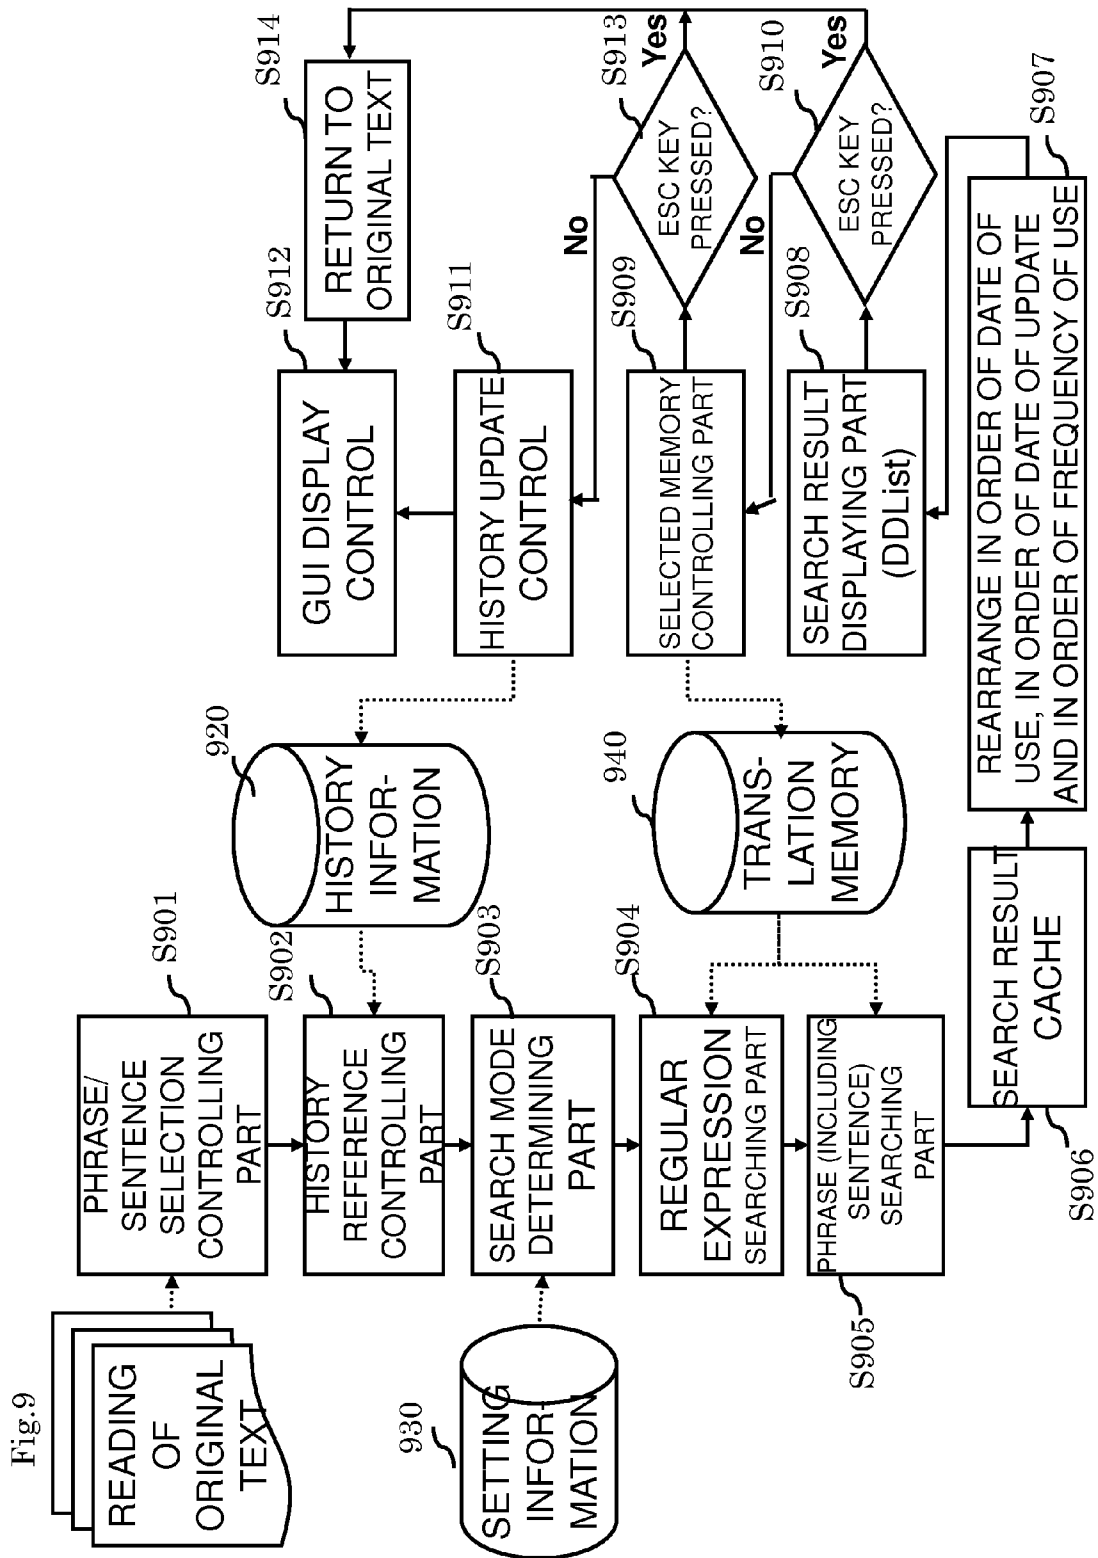 Fig.9
READING
OF
ORIGINAL
TEXT
PHRASE/
SENTENCE
SELECTION
CONTROLLING
PART
S901
HISTORY
REFERENCE
CONTROLLING
PART
S902
SEARCH MODE
DETERMINING
PART
S903
SETTING
INFOR-
MATION
930
REGULAR
EXPRESSION
SEARCHING PART
S904
PHRASE (INCLUDING
SENTENCE)
SEARCHING
PART
S905
SEARCH RESULT
CACHE
S906
REARRANGE IN ORDER OF DATE OF
USE, IN ORDER OF DATE OF UPDATE
AND IN ORDER OF FREQUENCY OF USE
S907
HISTORY
INFOR-
MATION
920
TRANS-
LATION
MEMORY
940
SEARCH RESULT
DISPLAYING PART
(DDList)
S908
ESC KEY
PRESSED?
S910
Yes
No
SELECTED MEMORY
CONTROLLING PART
S909
ESC KEY
PRESSED?
S913
Yes
No
HISTORY UPDATE
CONTROL
S911
GUI DISPLAY
CONTROL
S912
RETURN TO
ORIGINAL TEXT
S914